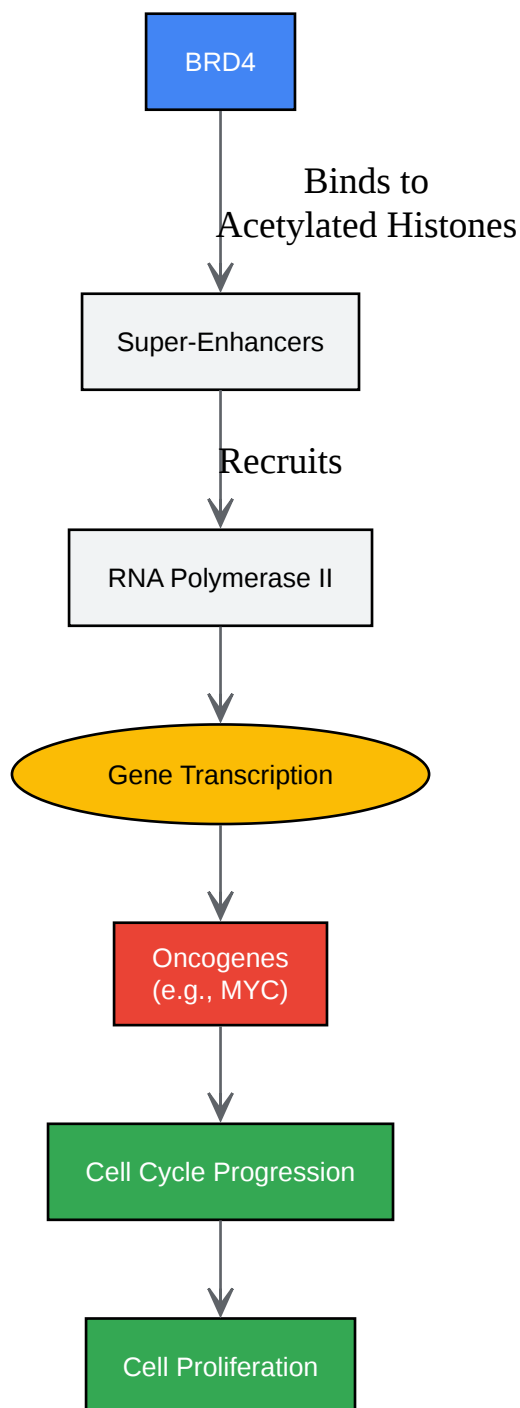 BRD4
Binds to
Acetylated Histones
Super-Enhancers
Recruits
RNA Polymerase II
Gene Transcription
Oncogenes
(e.g., MYC)
Cell Cycle Progression
Cell Proliferation